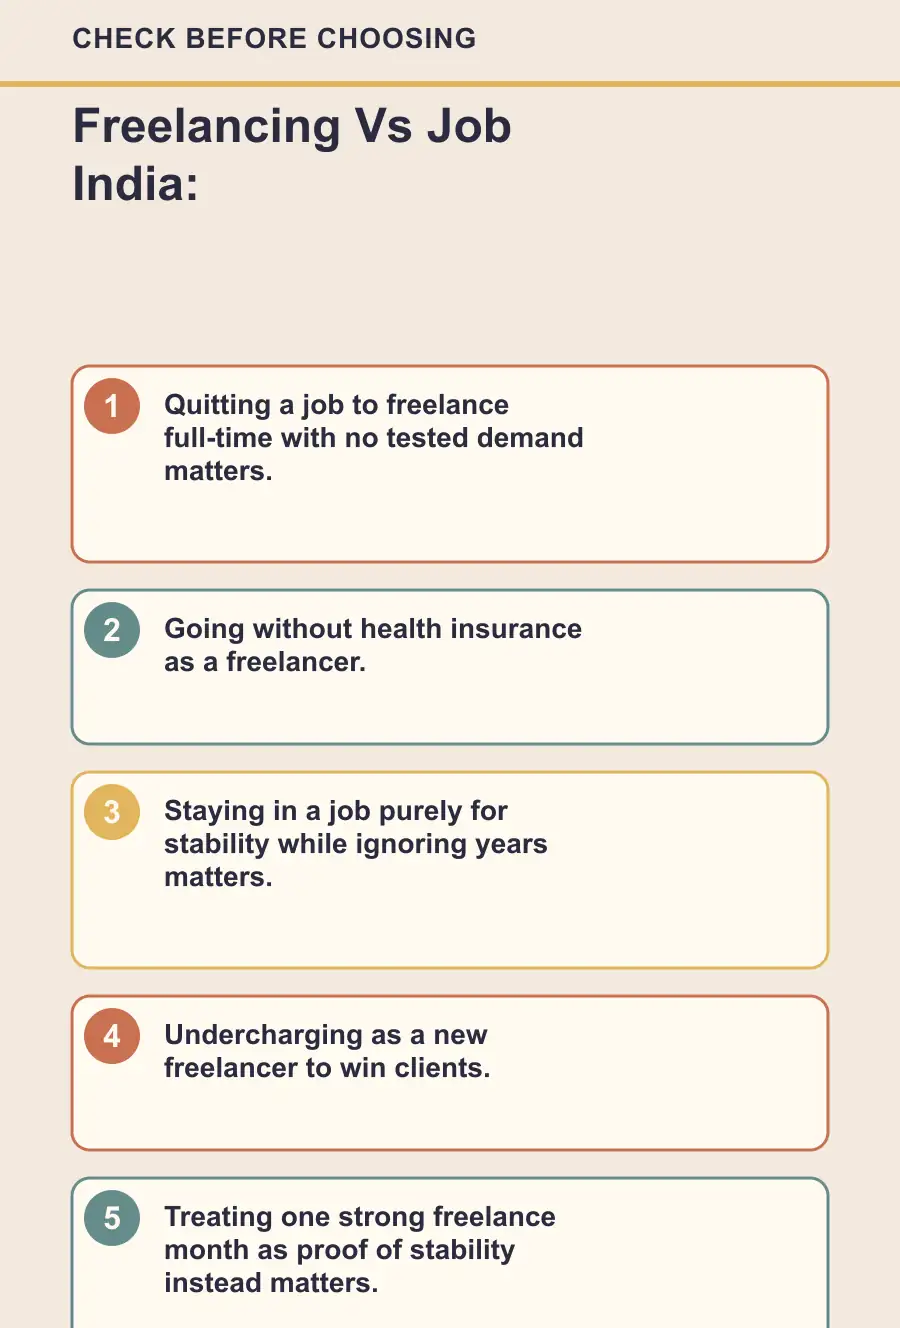 CHECK BEFORE CHOOSING
Freelancing Vs Job
India:
1
Quitting a job to freelance
full-time with no tested demand
matters.
2
Going without health insurance
as a freelancer.
3
Staying in a job purely for
stability while ignoring years
matters.
4
Undercharging as a new
freelancer to win clients.
5
Treating one strong freelance
month as proof of stability
instead matters.